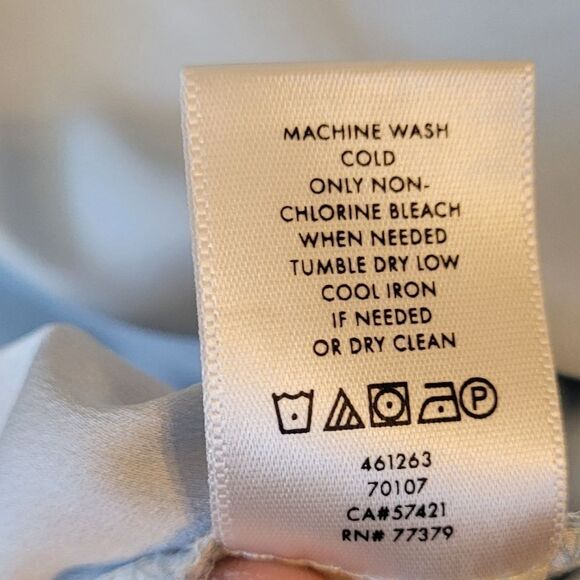 MACHINE WASH
COLD
ONLY NON-
CHLORINE BLEACH
WHEN NEEDED
TUMBLE DRY LOW
COOL IRON
IF NEEDED
OR DRY CLEAN
P
461263
70107
CA#57421
RN# 77379